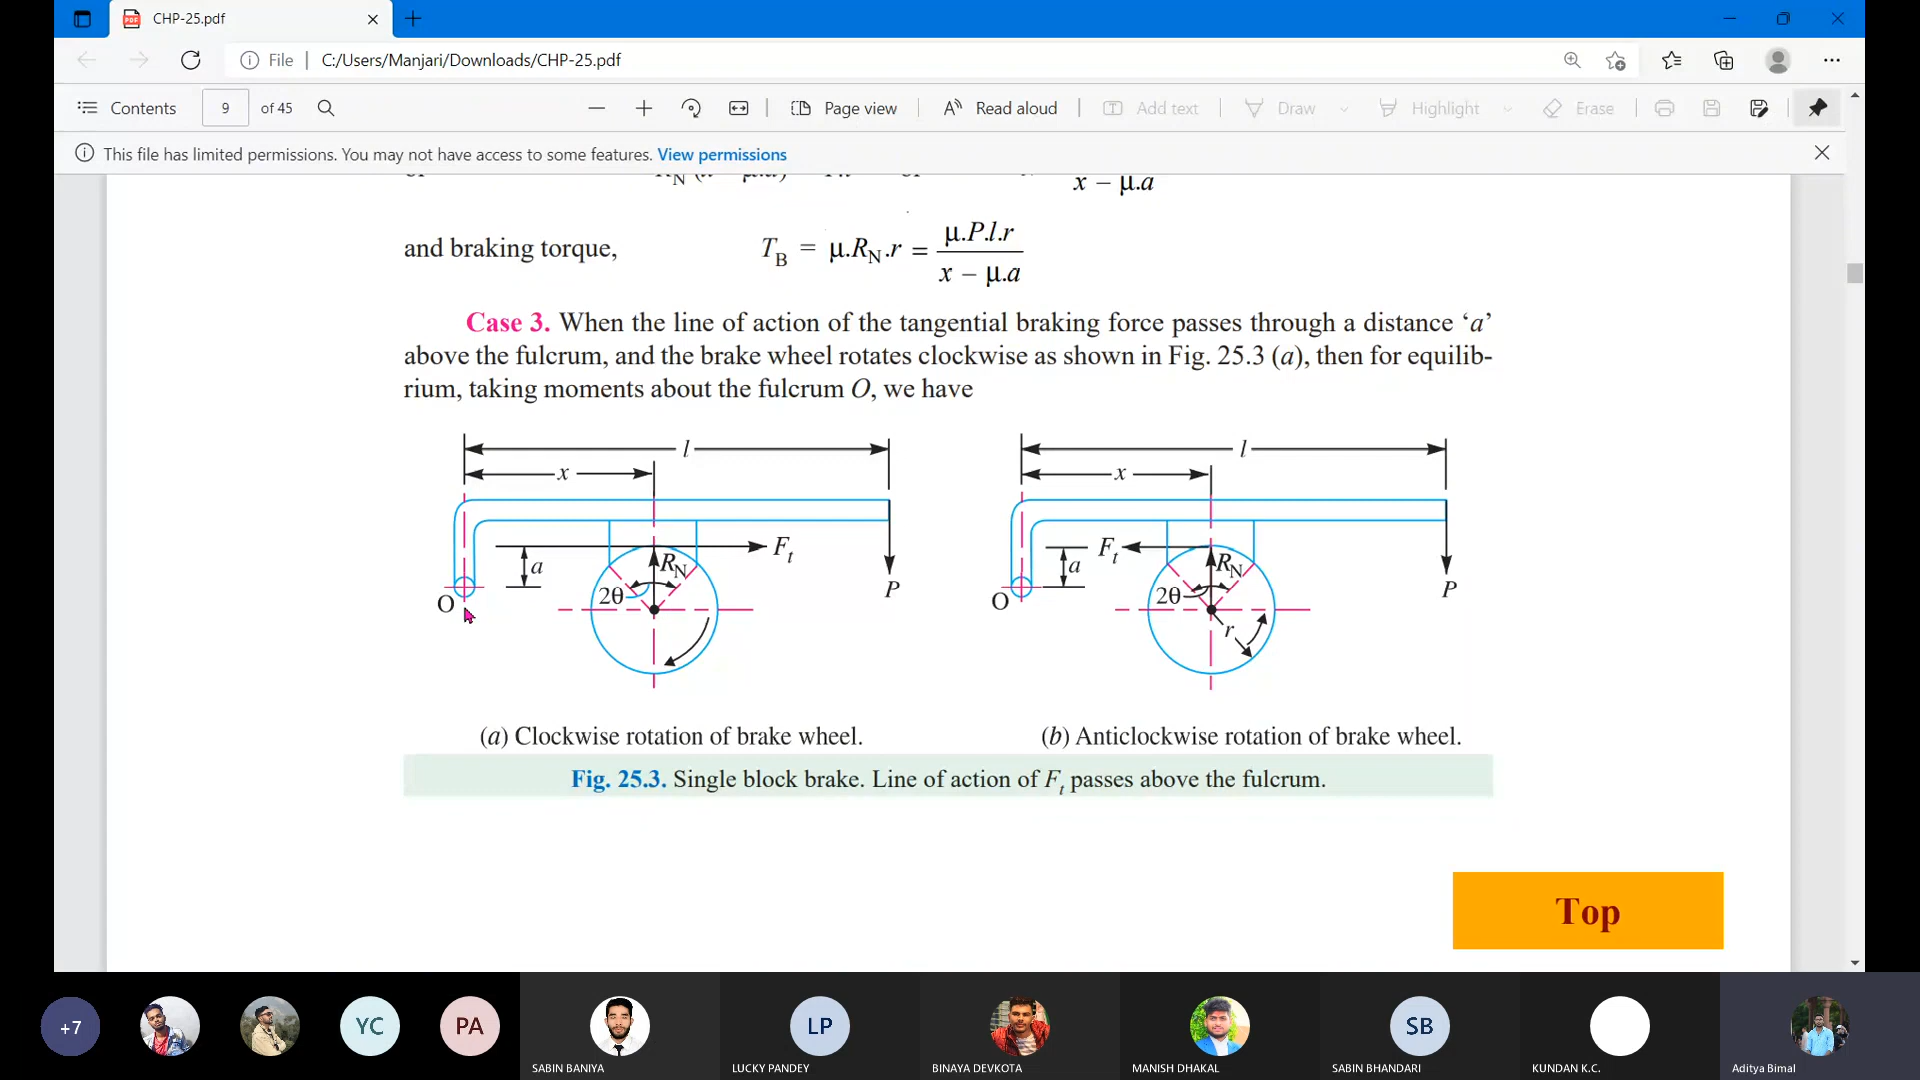 CHP-25.pdf
File | C:/Users/Manjari/Downloads/CHP-25.pdf
Contents 9 of 45 Page view Read aloud Add text Draw Highlight Erase
This file has limited permissions. You may not have access to some features. View permissions
x – μ.a
and braking torque, T_B = μ.R_N.r = μ.P.l.r / x – μ.a
Case 3. When the line of action of the tangential braking force passes through a distance ‘a’
above the fulcrum, and the brake wheel rotates clockwise as shown in Fig. 25.3 (a), then for equilib-
rium, taking moments about the fulcrum O, we have
l l
x x
a F_t R_N 2θ O P
a F_t R_N 2θ O r P
(a) Clockwise rotation of brake wheel. (b) Anticlockwise rotation of brake wheel.
Fig. 25.3. Single block brake. Line of action of F_t passes above the fulcrum.
Top
+7 YC PA LP SB
SABIN BANIYA LUCKY PANDEY BINAYA DEVKOTA MANISH DHAKAL SABIN BHANDARI KUNDAN K.C. Aditya Bimal